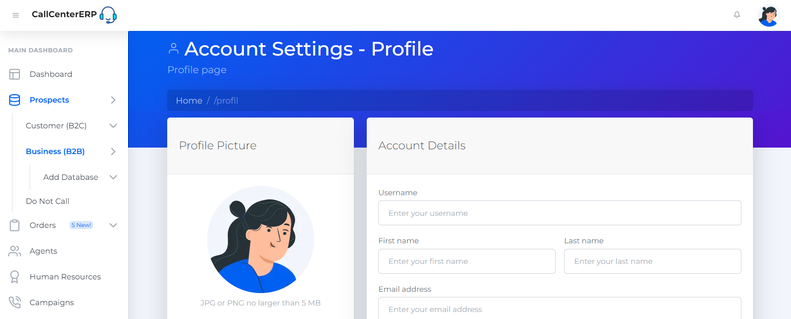 CallCenterERP
MAIN DASHBOARD
Dashboard
Prospects
Customer (B2C)
Business (B2B)
Add Database
Do Not Call
Orders 5 New!
Agents
Human Resources
Campaigns
Account Settings - Profile
Profile page
Home / /profil
Profile Picture
JPG or PNG no larger than 5 MB
Account Details
Username
Enter your username
First name
Enter your first name
Last name
Enter your last name
Email address
Enter your email address